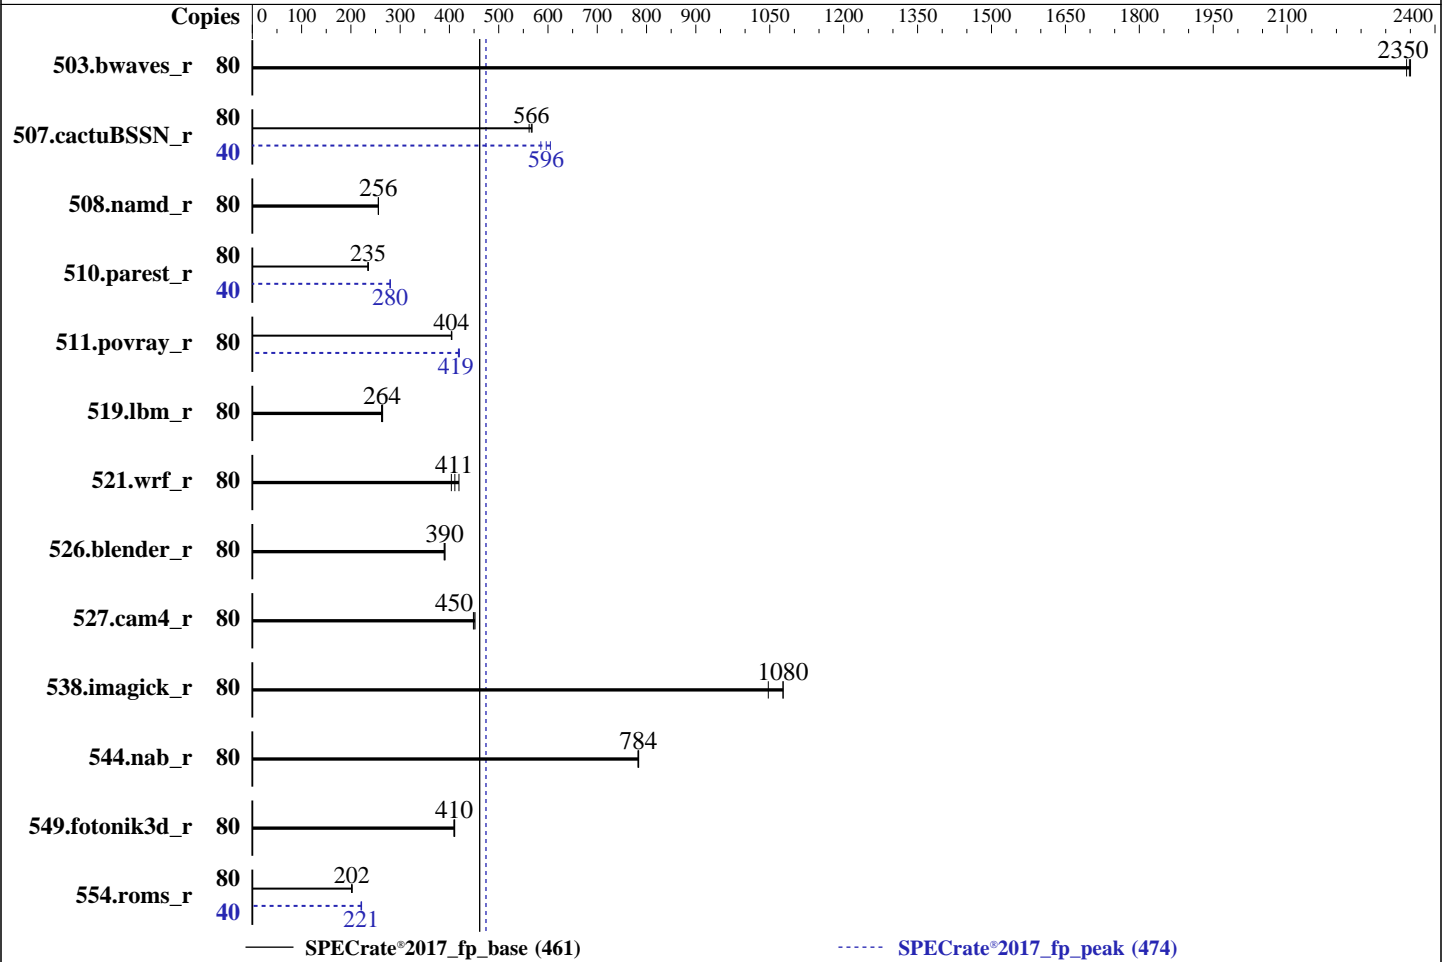 Copies 0 100 200 300 400 500 600 700 800 900 1050 1200 1350 1500 1650 1800 1950 2100 2400
503.bwaves_r 80 2350
507.cactuBSSN_r 80 566
40 596
508.namd_r 80 256
510.parest_r 80 235
40 280
511.povray_r 80 404
419
519.lbm_r 80 264
521.wrf_r 80 411
526.blender_r 80 390
527.cam4_r 80 450
538.imagick_r 80 1080
544.nab_r 80 784
549.fotonik3d_r 80 410
554.roms_r 80 202
40 221
SPECrate®2017_fp_base (461) SPECrate®2017_fp_peak (474)